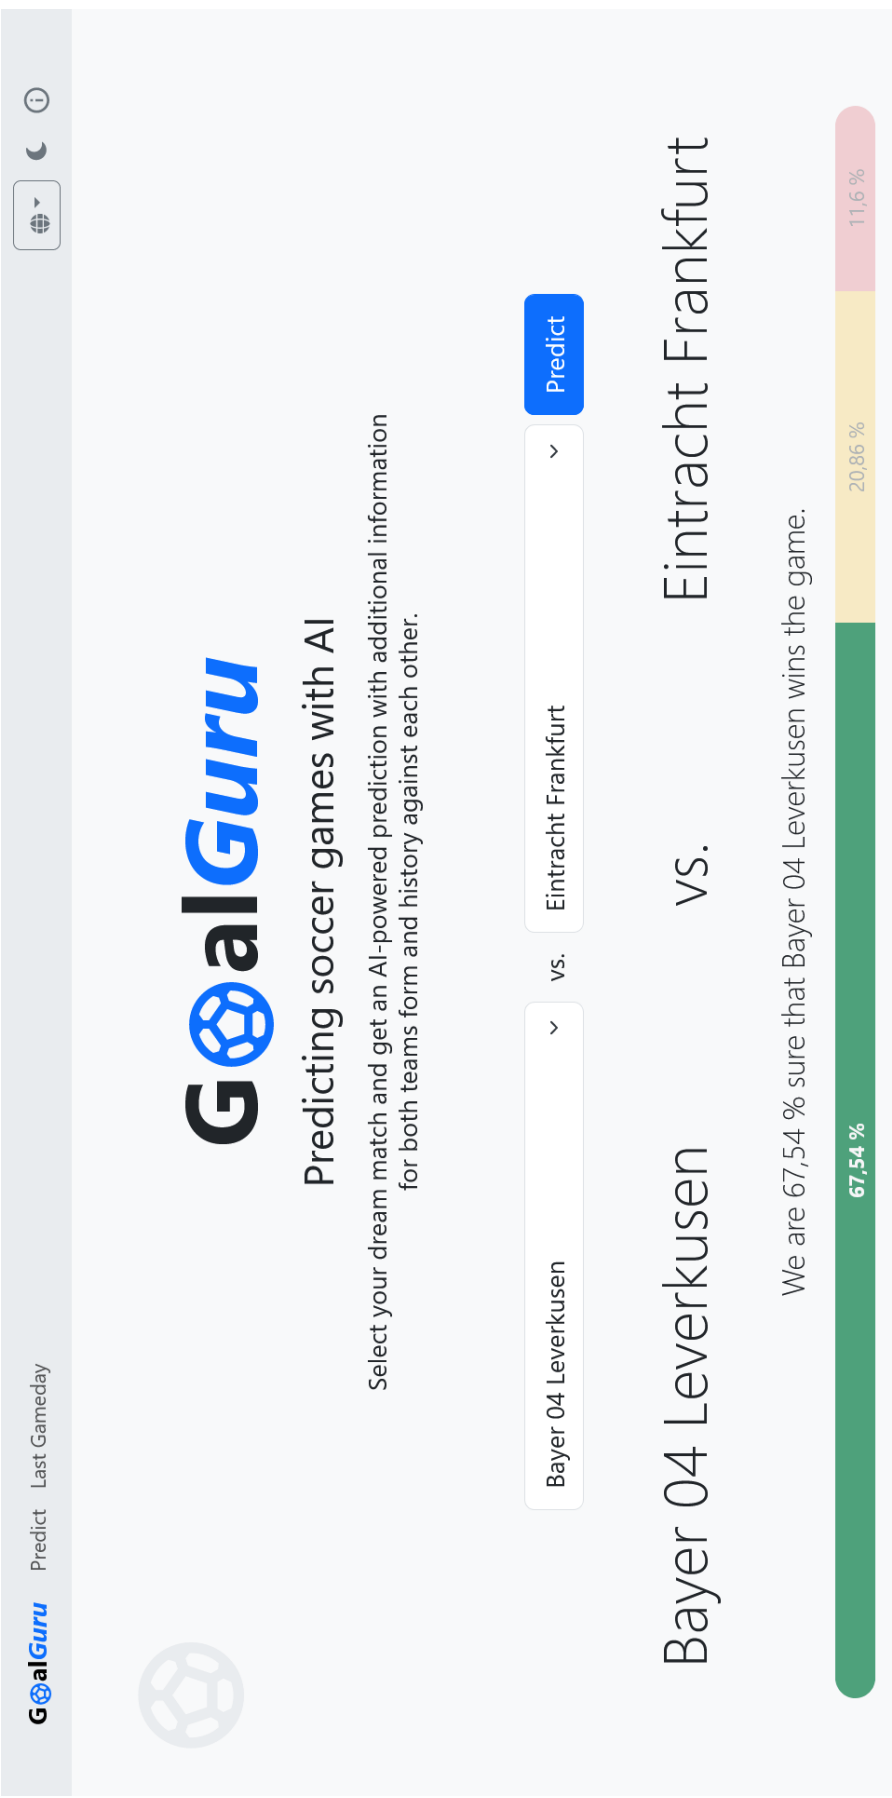 GoalGuru Predict Last Gameday
GoalGuru
Predicting soccer games with AI
Select your dream match and get an AI-powered prediction with additional information
for both teams form and history against each other.
Bayer 04 Leverkusen vs. Eintracht Frankfurt Predict
Bayer 04 Leverkusen vs. Eintracht Frankfurt
We are 67,54 % sure that Bayer 04 Leverkusen wins the game.
67,54 % 20,86 % 11,6 %